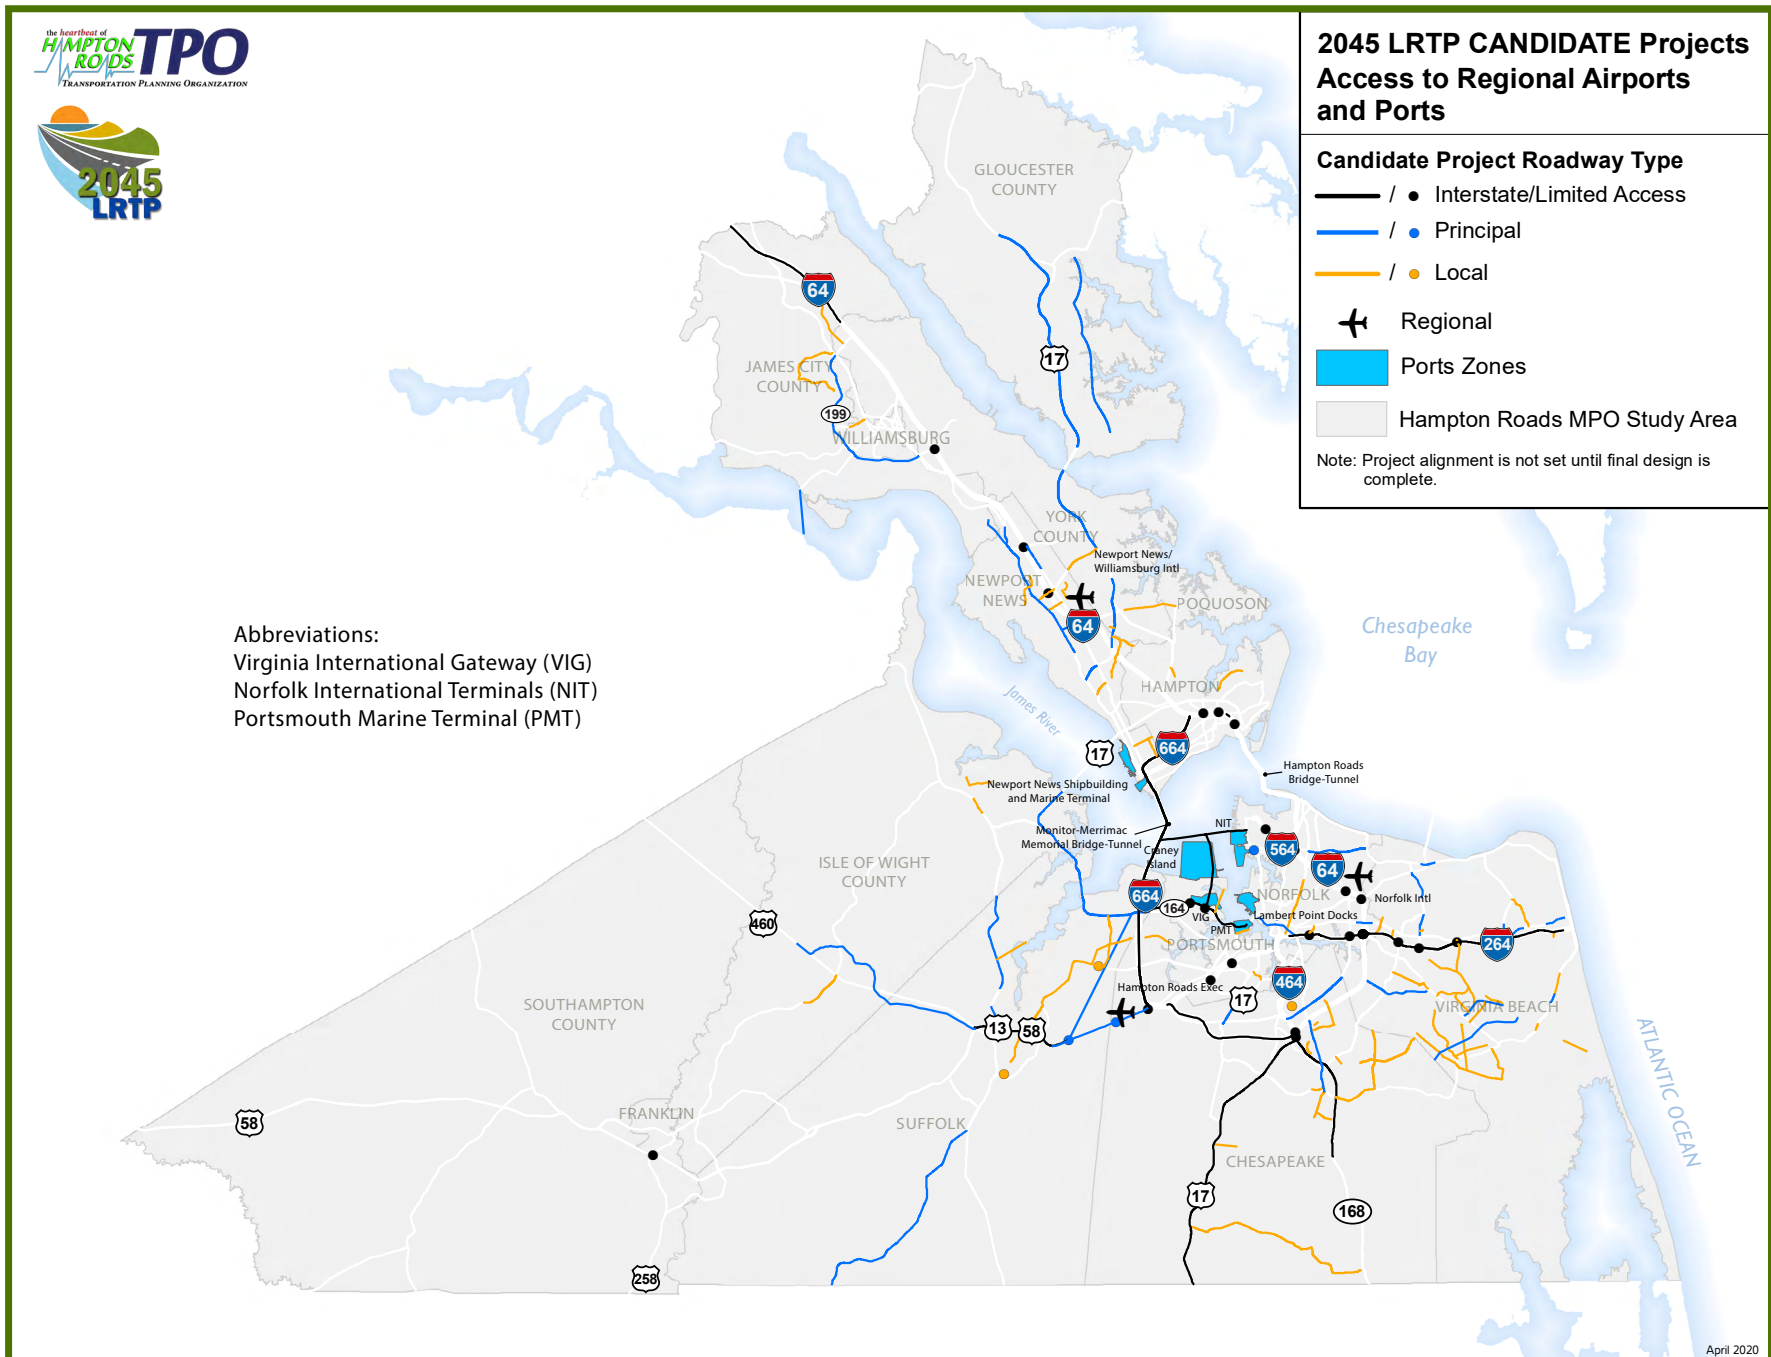 the heartbeat of
HAMPTON
ROADS
TPO
TRANSPORTATION PLANNING ORGANIZATION
2045
LRTP
2045 LRTP CANDIDATE Projects
Access to Regional Airports
and Ports
Candidate Project Roadway Type
/ Interstate/Limited Access
/ Principal
/ Local
Regional
Ports Zones
Hampton Roads MPO Study Area
Note: Project alignment is not set until final design is
complete.
GLOUCESTER
COUNTY
64
17
JAMES CITY
COUNTY
199
WILLIAMSBURG
YORK
COUNTY
Newport News/
Williamsburg Intl
NEWPORT
NEWS
POQUOSON
64
Chesapeake
Bay
Abbreviations:
Virginia International Gateway (VIG)
Norfolk International Terminals (NIT)
Portsmouth Marine Terminal (PMT)
HAMPTON
James River
17
664
Hampton Roads
Bridge-Tunnel
Newport News Shipbuilding
and Marine Terminal
NIT
Monitor-Merrimac
Memorial Bridge-Tunnel
Craney
Island
564
64
ISLE OF WIGHT
COUNTY
664
NORFOLK
Norfolk Intl
164
VIG
Lambert Point Docks
460
PMT
PORTSMOUTH
264
464
Hampton Roads Exec
17
SOUTHAMPTON
COUNTY
VIRGINIA BEACH
13
58
ATLANTIC OCEAN
58
FRANKLIN
SUFFOLK
CHESAPEAKE
17
168
258
April 2020